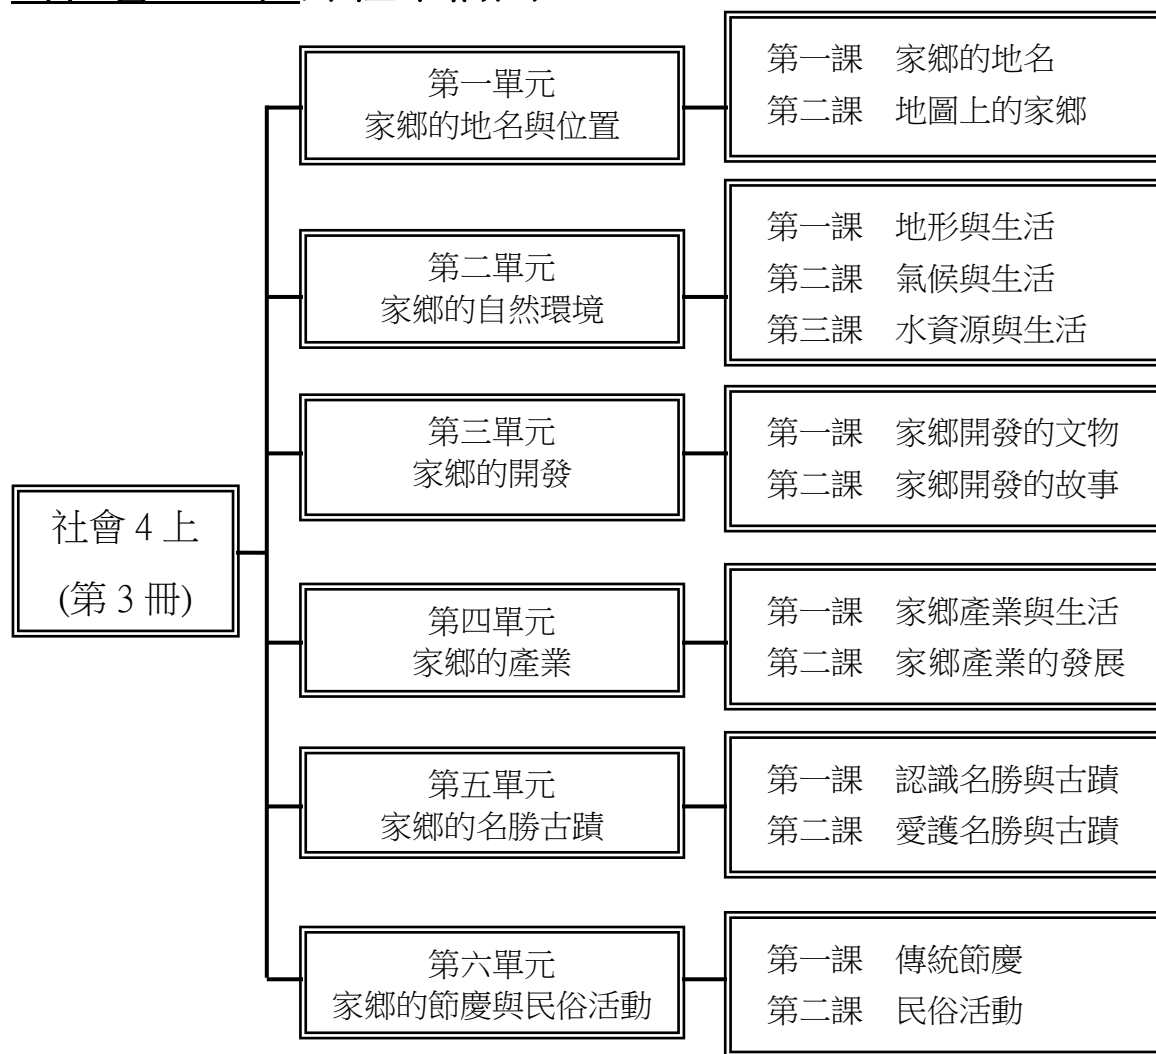 社會 4 上
(第 3 冊)
第一單元
家鄉的地名與位置
第一課 家鄉的地名
第二課 地圖上的家鄉
第二單元
家鄉的自然環境
第一課 地形與生活
第二課 氣候與生活
第三課 水資源與生活
第三單元
家鄉的開發
第一課 家鄉開發的文物
第二課 家鄉開發的故事
第四單元
家鄉的產業
第一課 家鄉產業與生活
第二課 家鄉產業的發展
第五單元
家鄉的名勝古蹟
第一課 認識名勝與古蹟
第二課 愛護名勝與古蹟
第六單元
家鄉的節慶與民俗活動
第一課 傳統節慶
第二課 民俗活動